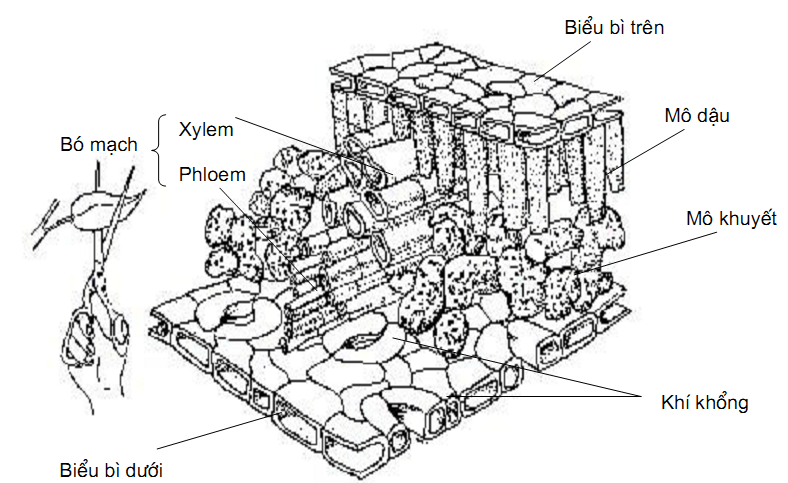 Biểu bì trên
Mô dậu
Xylem
Bó mạch
Phloem
Mô khuyết
Khí khổng
Biểu bì dưới